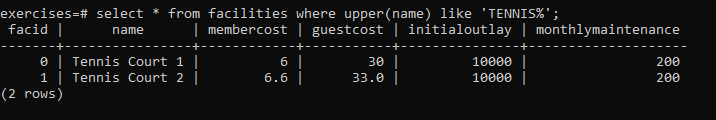 exercises=# select * from facilities where upper(name) like 'TENNIS%';
 facid |      name      | membercost | guestcost | initialoutlay | monthlymaintenance
-------+----------------+------------+-----------+---------------+--------------------
     0 | Tennis Court 1 |          6 |        30 |         10000 |                200
     1 | Tennis Court 2 |        6.6 |      33.0 |         10000 |                200
(2 rows)